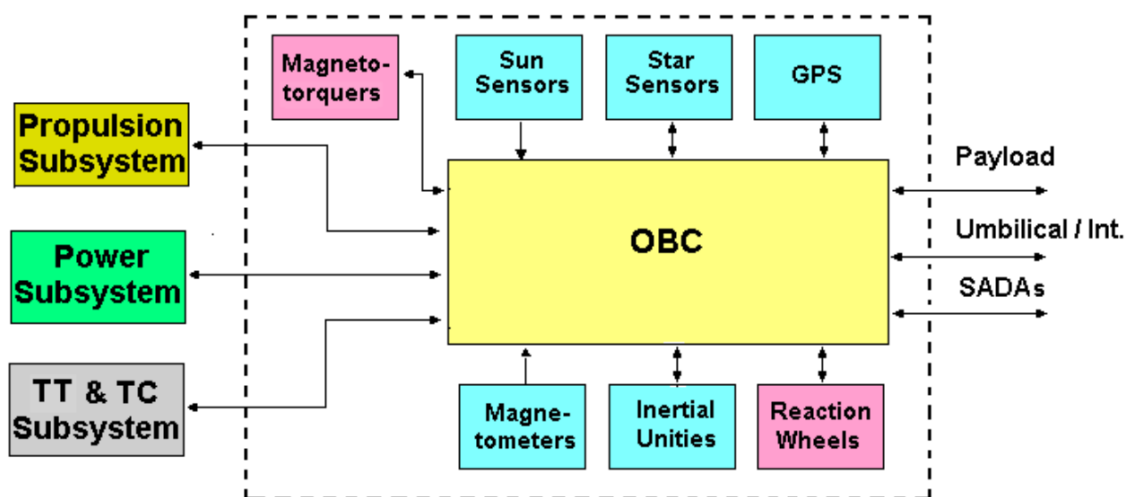 Magneto-
torquers
Sun
Sensors
Star
Sensors
GPS
Propulsion
Subsystem
Payload
OBC
Umbilical / Int.
Power
Subsystem
SADAs
TT & TC
Subsystem
Magne-
tometers
Inertial
Unities
Reaction
Wheels